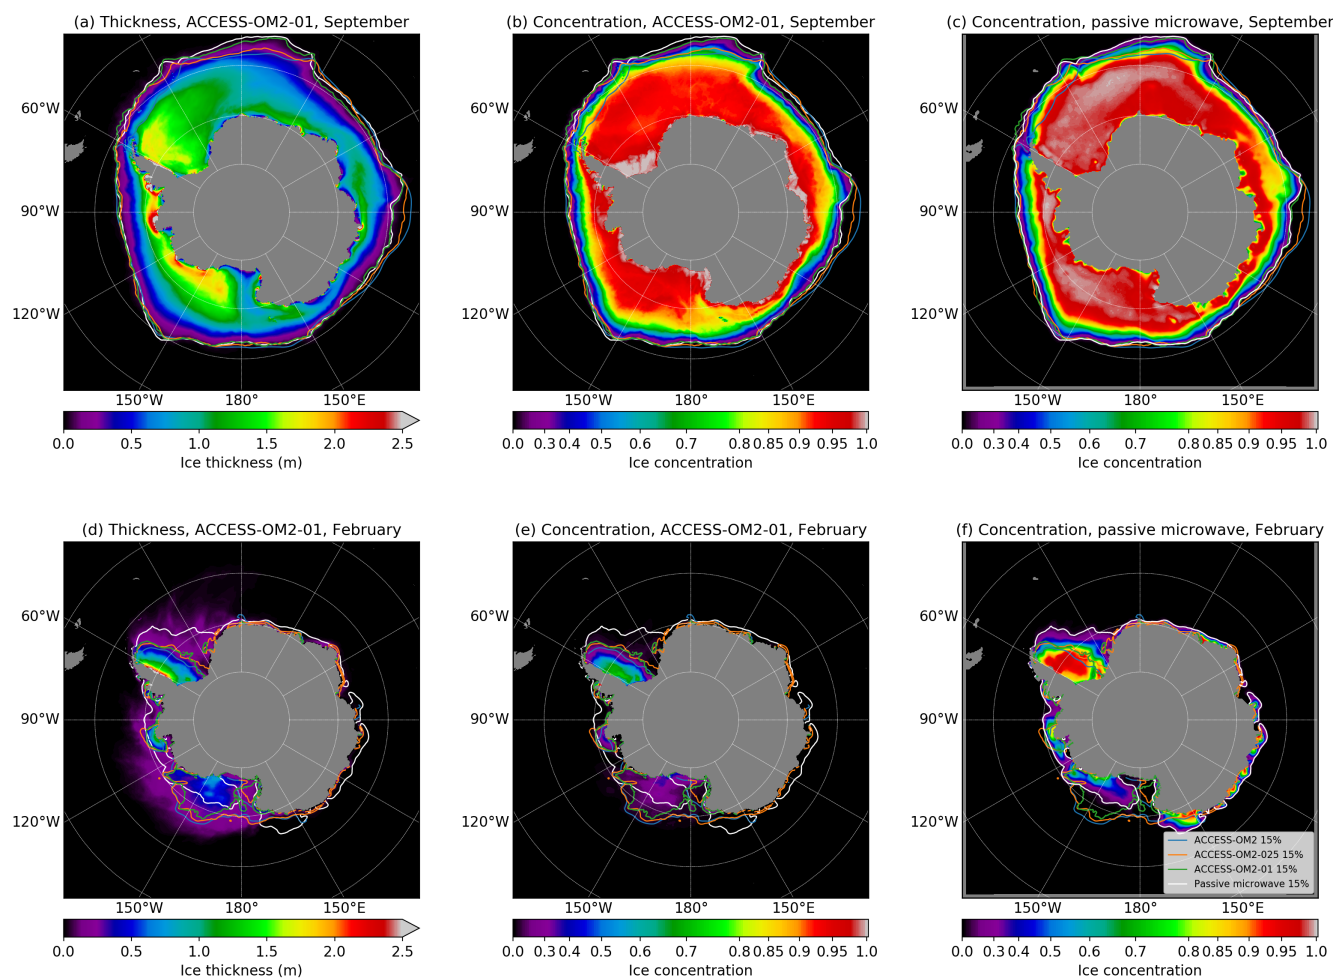 (a) Thickness, ACCESS-OM2-01, September
(b) Concentration, ACCESS-OM2-01, September
(c) Concentration, passive microwave, September
60°W
90°W
120°W
150°W 180° 150°E
60°W
90°W
120°W
150°W 180° 150°E
60°W
90°W
120°W
150°W 180° 150°E
0.0 0.5 1.0 1.5 2.0 2.5
Ice thickness (m)
0.0 0.3 0.4 0.5 0.6 0.7 0.8 0.85 0.9 0.95 1.0
Ice concentration
0.0 0.3 0.4 0.5 0.6 0.7 0.8 0.85 0.9 0.95 1.0
Ice concentration
(d) Thickness, ACCESS-OM2-01, February
(e) Concentration, ACCESS-OM2-01, February
(f) Concentration, passive microwave, February
60°W
90°W
120°W
150°W 180° 150°E
60°W
90°W
120°W
150°W 180° 150°E
60°W
90°W
120°W
150°W 180° 150°E
ACCESS-OM2 15%
ACCESS-OM2-025 15%
ACCESS-OM2-01 15%
Passive microwave 15%
0.0 0.5 1.0 1.5 2.0 2.5
Ice thickness (m)
0.0 0.3 0.4 0.5 0.6 0.7 0.8 0.85 0.9 0.95 1.0
Ice concentration
0.0 0.3 0.4 0.5 0.6 0.7 0.8 0.85 0.9 0.95 1.0
Ice concentration